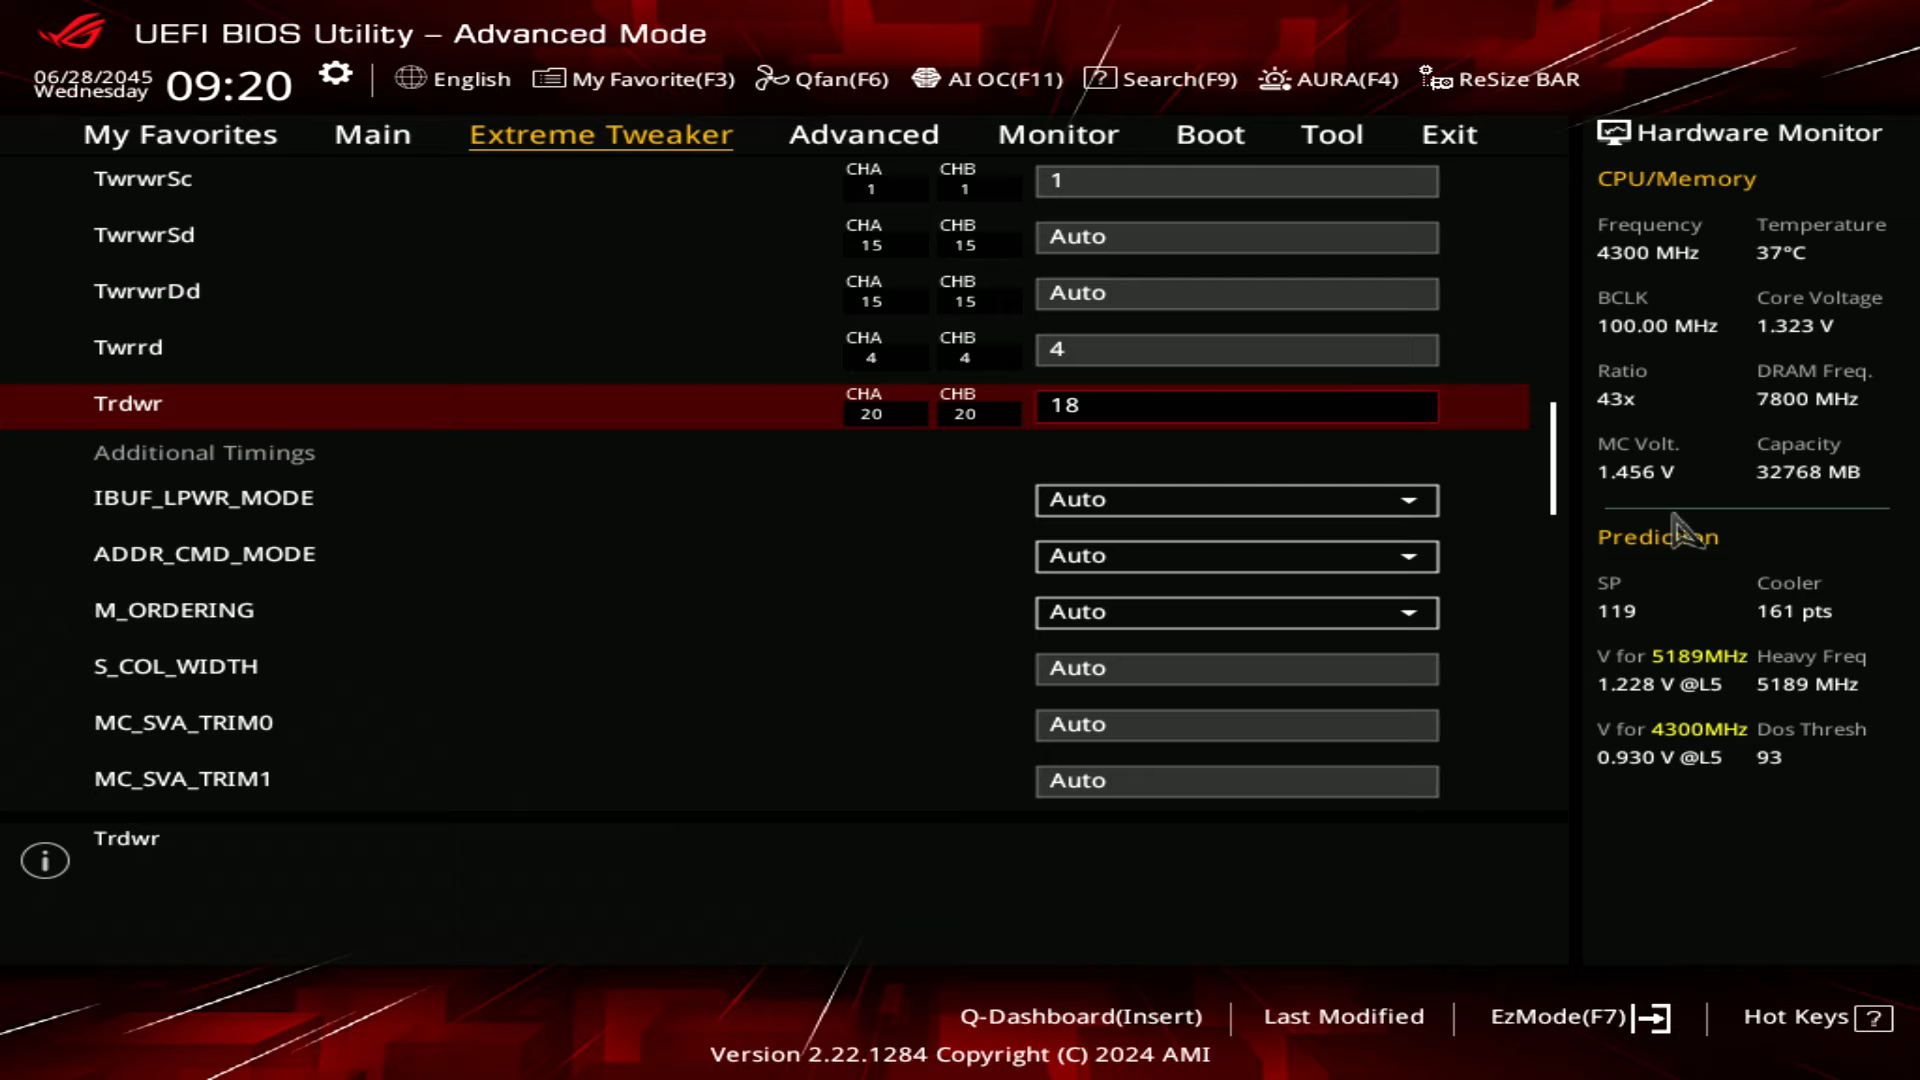 UEFI BIOS Utility – Advanced Mode
06/28/2045
Wednesday
09:20
English
My Favorite(F3)
Qfan(F6)
AI OC(F11)
? Search(F9)
AURA(F4)
ReSize BAR
My Favorites
Main
Extreme Tweaker
Advanced
Monitor
Boot
Tool
Exit
TwrwrSc CHA 1 CHB 1 1
TwrwrSd CHA 15 CHB 15 Auto
TwrwrDd CHA 15 CHB 15 Auto
Twrrd CHA 4 CHB 4 4
Trdwr CHA 20 CHB 20 18
Additional Timings
IBUF_LPWR_MODE Auto
ADDR_CMD_MODE Auto
M_ORDERING Auto
S_COL_WIDTH Auto
MC_SVA_TRIM0 Auto
MC_SVA_TRIM1 Auto
i Trdwr
Hardware Monitor
CPU/Memory
Frequency Temperature
4300 MHz 37°C
BCLK Core Voltage
100.00 MHz 1.323 V
Ratio DRAM Freq.
43x 7800 MHz
MC Volt. Capacity
1.456 V 32768 MB
Prediction
SP Cooler
119 161 pts
V for 5189MHz Heavy Freq
1.228 V @L5 5189 MHz
V for 4300MHz Dos Thresh
0.930 V @L5 93
Q-Dashboard(Insert)
Last Modified
EzMode(F7)
Hot Keys ?
Version 2.22.1284 Copyright (C) 2024 AMI